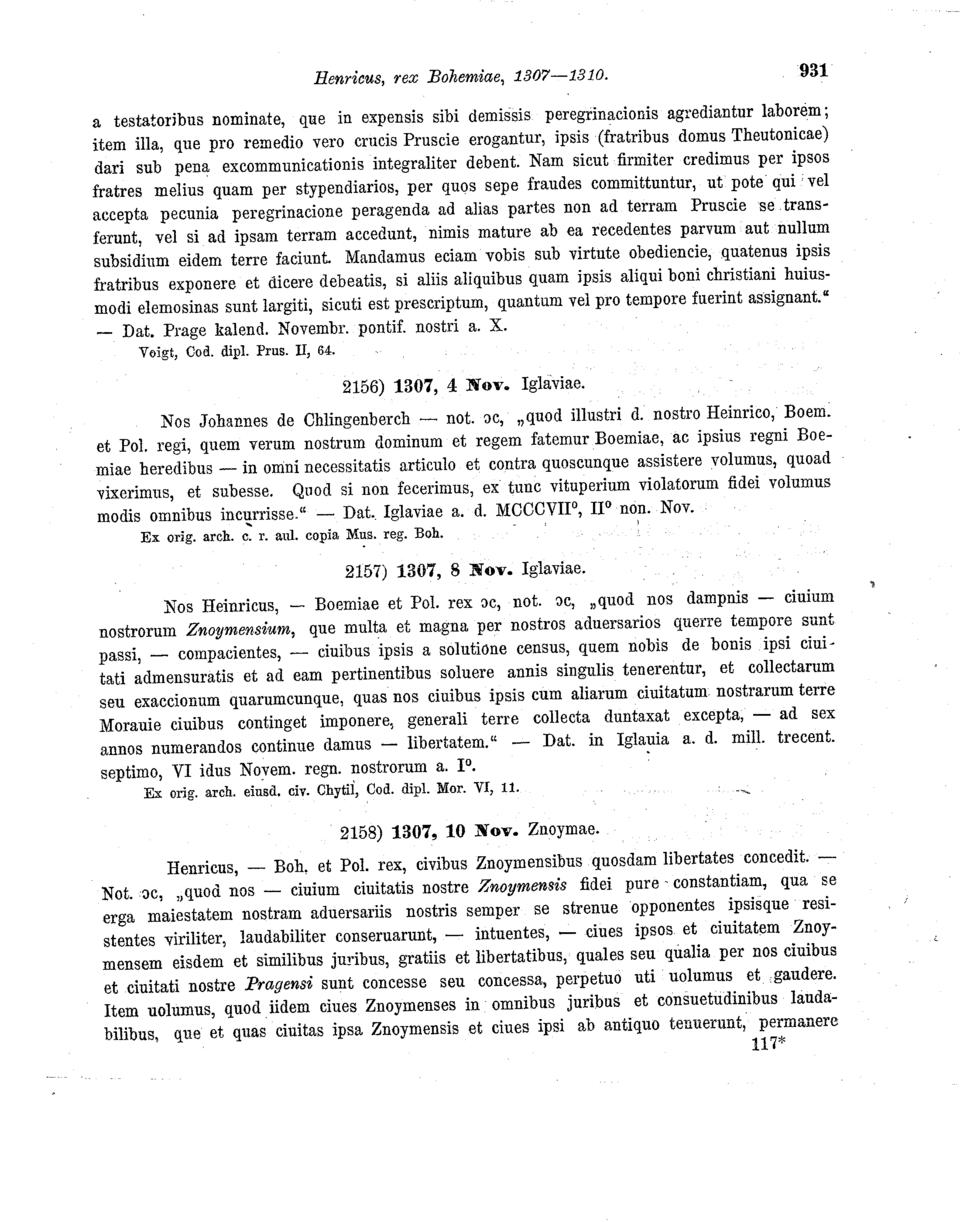 Henricus, rex Bohemiae, 1307—1310. 931
a testatoribus nominate, que in expensis sibi demissis peregrinacionis agrediantur laborem;
item illa, que pro remedio vero crucis Pruscie erogantur, ipsis (fratribus domus Theutonicae)
dari sub pena excommunicationis integraliter debent. Nam sicut firmiter credimus per ipsos
fratres melius quam per stypendiarios, per quos sepe fraudes committuntur, ut pote qui vel
accepta pecunia peregrinacione peragenda ad alias partes non ad terram Pruscie se trans-
ferunt, vel si ad ipsam terram accedunt, nimis mature ab ea recedentes parvum aut nullum
subsidium eidem terre faciunt. Mandamus eciam vobis sub virtute obediencie, quatenus ipsis
fratribus exponere et dicere debeatis, si aliis aliquibus quam ipsis aliqui boni christiani huius-
modi elemosinas sunt largiti, sicuti est prescriptum, quantum vel pro tempore fuerint assignant.“
— Dat. Prage kalend. Novembr. pontif. nostri a. X.
Voigt, Cod. dipl. Prus. II, 64.
2156) 1307, 4 Nov. Iglaviae.
Nos Johannes de Chlingenberch — not. ɔc, „quod illustri d. nostro Heinrico, Boem.
et Pol. regi, quem verum nostrum dominum et regem fatemur Boemiae, ac ipsius regni Boe-
miae heredibus — in omni necessitatis articulo et contra quoscunque assistere volumus, quoad
vixerimus, et subesse. Quod si non fecerimus, ex tunc vituperium violatorum fidei volumus
modis omnibus incurrisse.“ — Dat. Iglaviae a. d. MCCCVIIº, IIº non. Nov.
Ex orig. arch. c. r. aul. copia Mus. reg. Boh.
2157) 1307, 8 Nov. Iglaviae.
Nos Heinricus, — Boemiae et Pol. rex ɔc, not. ɔc, „quod nos dampnis — ciuium
nostrorum Znoymensium, que multa et magna per nostros aduersarios querre tempore sunt
passi, — compacientes, — ciuibus ipsis a solutione census, quem nobis de bonis ipsi ciui-
tati admensuratis et ad eam pertinentibus soluere annis singulis tenerentur, et collectarum
seu exaccionum quarumcunque, quas nos ciuibus ipsis cum aliarum ciuitatum nostrarum terre
Morauie ciuibus continget imponere, generali terre collecta duntaxat excepta, — ad sex
annos numerandos continue damus — libertatem.“ — Dat. in Iglauia a. d. mill. trecent.
septimo, VI idus Novem. regn. nostrorum a. Iº.
Ex orig. arch. eiusd. civ. Chytil, Cod. dipl. Mor. VI, 11.
2158) 1307, 10 Nov. Znoymae.
Henricus, — Boh. et Pol. rex, civibus Znoymensibus quosdam libertates concedit. —
Not. ɔc, „quod nos — ciuium ciuitatis nostre Znoymensis fidei pure constantiam, qua se
erga maiestatem nostram aduersariis nostris semper se strenue opponentes ipsisque resi-
stentes viriliter, laudabiliter conseruarunt, — intuentes, — ciues ipsos et ciuitatem Znoy-
mensem eisdem et similibus juribus, gratiis et libertatibus, quales seu qualia per nos ciuibus
et ciuitati nostre Pragensi sunt concesse seu concessa, perpetuo uti uolumus et gaudere.
Item uolumus, quod iidem ciues Znoymenses in omnibus juribus et consuetudinibus lauda-
bilibus, que et quas ciuitas ipsa Znoymensis et ciues ipsi ab antiquo tenuerunt, permanere
117*